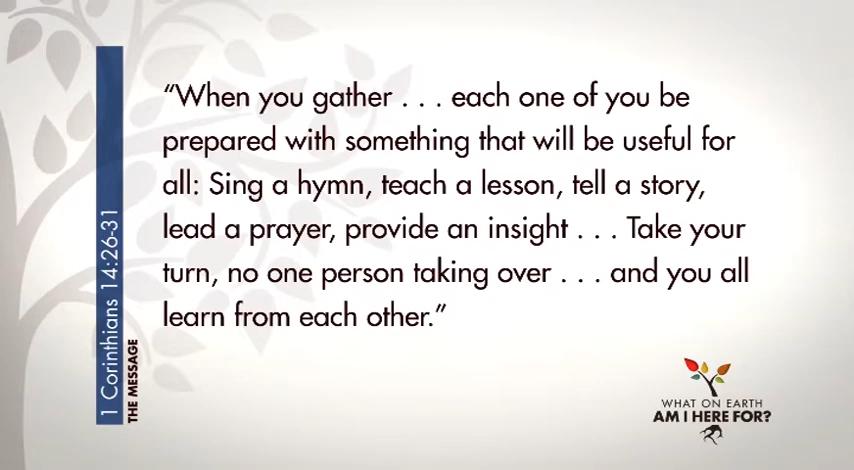 “When you gather . . . each one of you be
prepared with something that will be useful for
all: Sing a hymn, teach a lesson, tell a story,
lead a prayer, provide an insight . . . Take your
turn, no one person taking over . . . and you all
learn from each other.”
1 Corinthians 14:26-31
THE MESSAGE
WHAT ON EARTH
AM I HERE FOR?